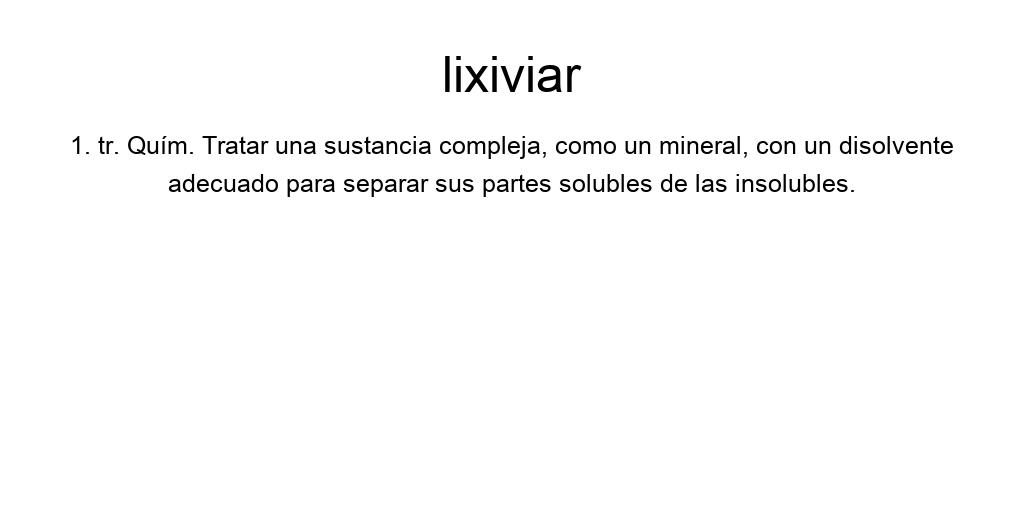 lixiviar
1. tr. Quím. Tratar una sustancia compleja, como un mineral, con un disolvente
adecuado para separar sus partes solubles de las insolubles.